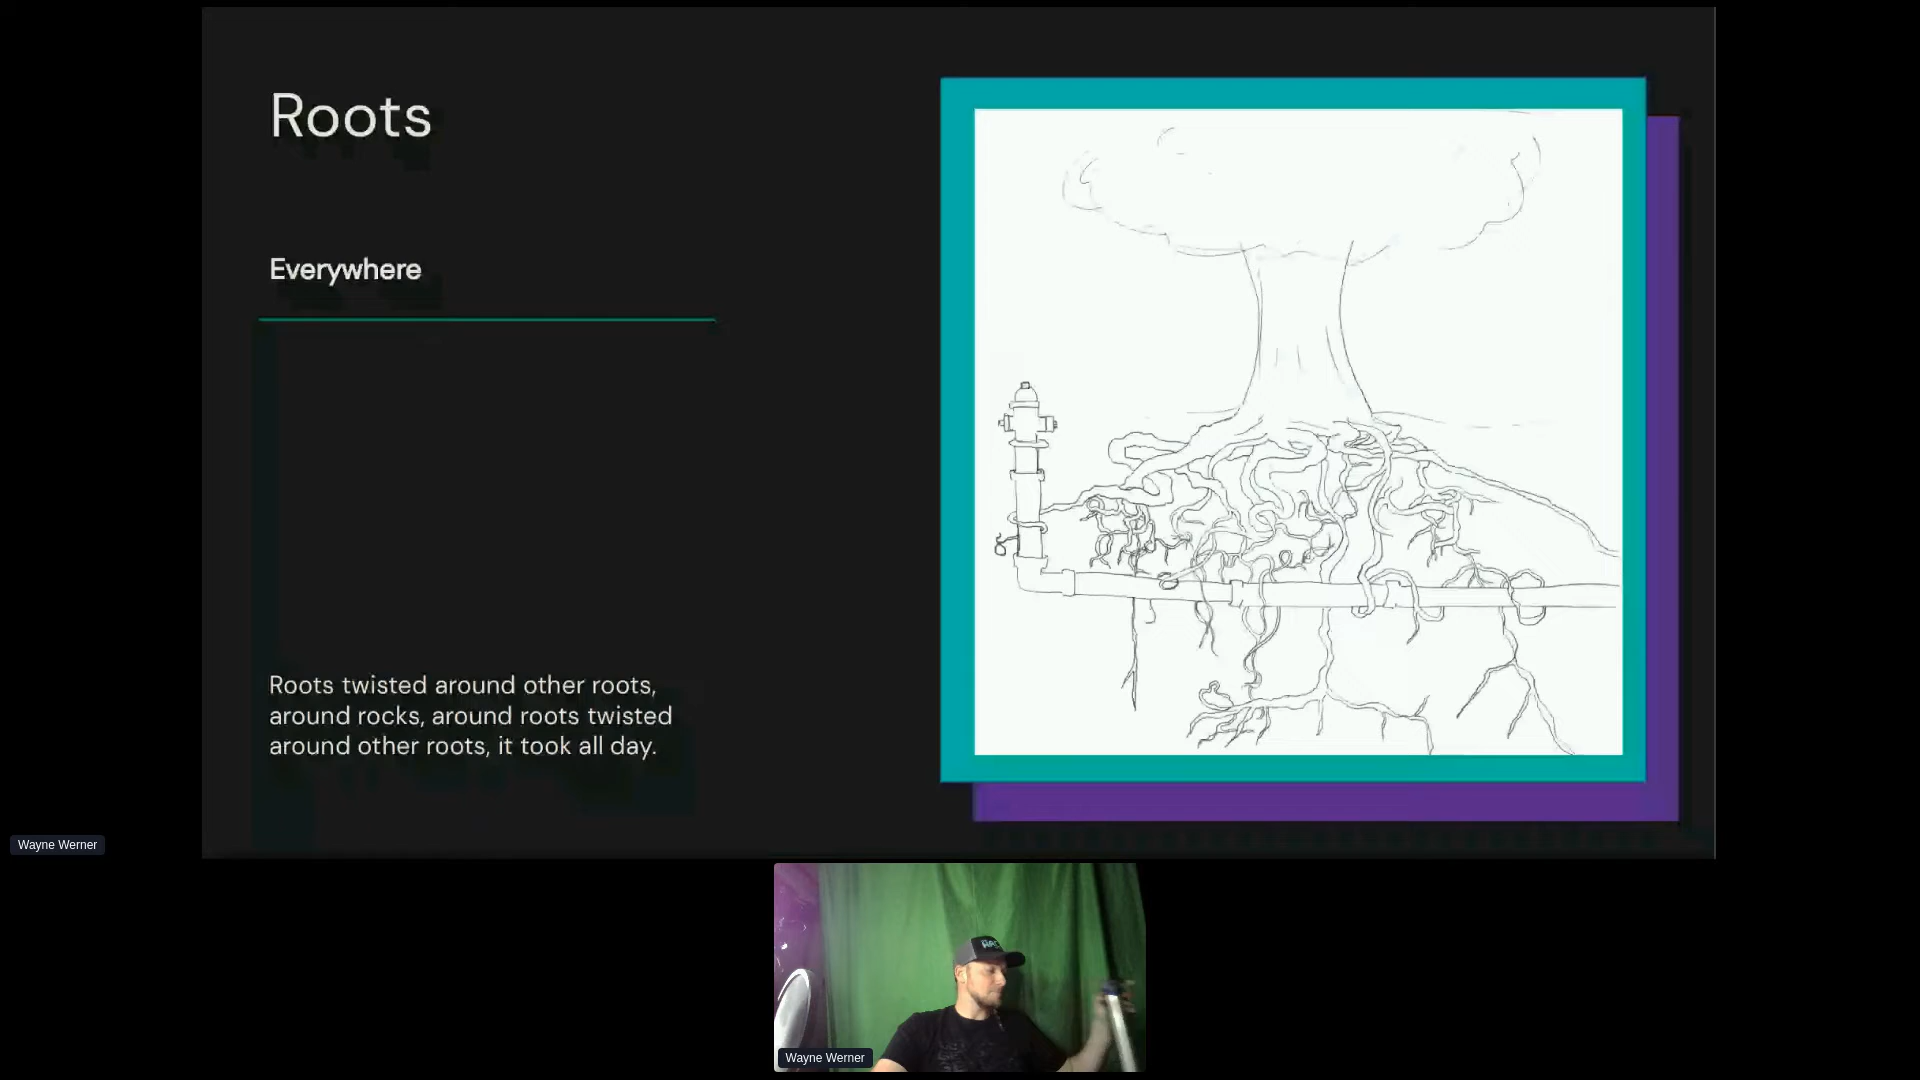 Roots
Everywhere
Roots twisted around other roots,
around rocks, around roots twisted
around other roots, it took all day.
Wayne Werner
Wayne Werner